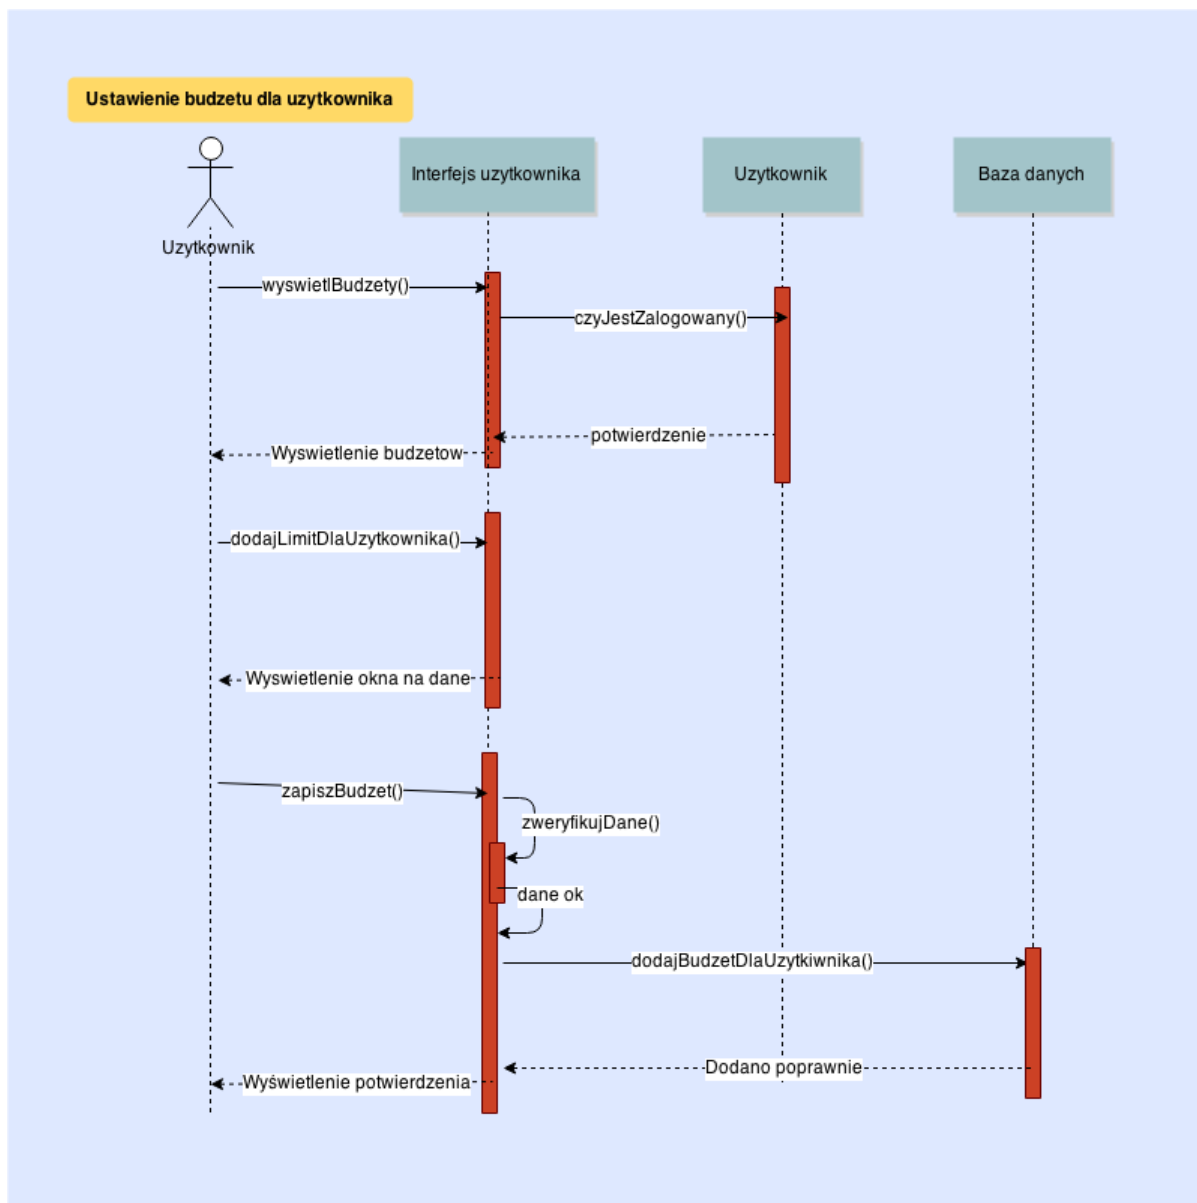 Ustawienie budzetu dla uzytkownika
Interfejs uzytkownika
Uzytkownik
Baza danych
Uzytkownik
wyswietlBudzety()
czyJestZalogowany()
potwierdzenie
Wyswietlenie budzetow
dodajLimitDlaUzytkownika()
Wyswietlenie okna na dane
zapiszBudzet()
zweryfikujDane()
dane ok
dodajBudzetDlaUzytkiwnika()
Dodano poprawnie
Wyświetlenie potwierdzenia